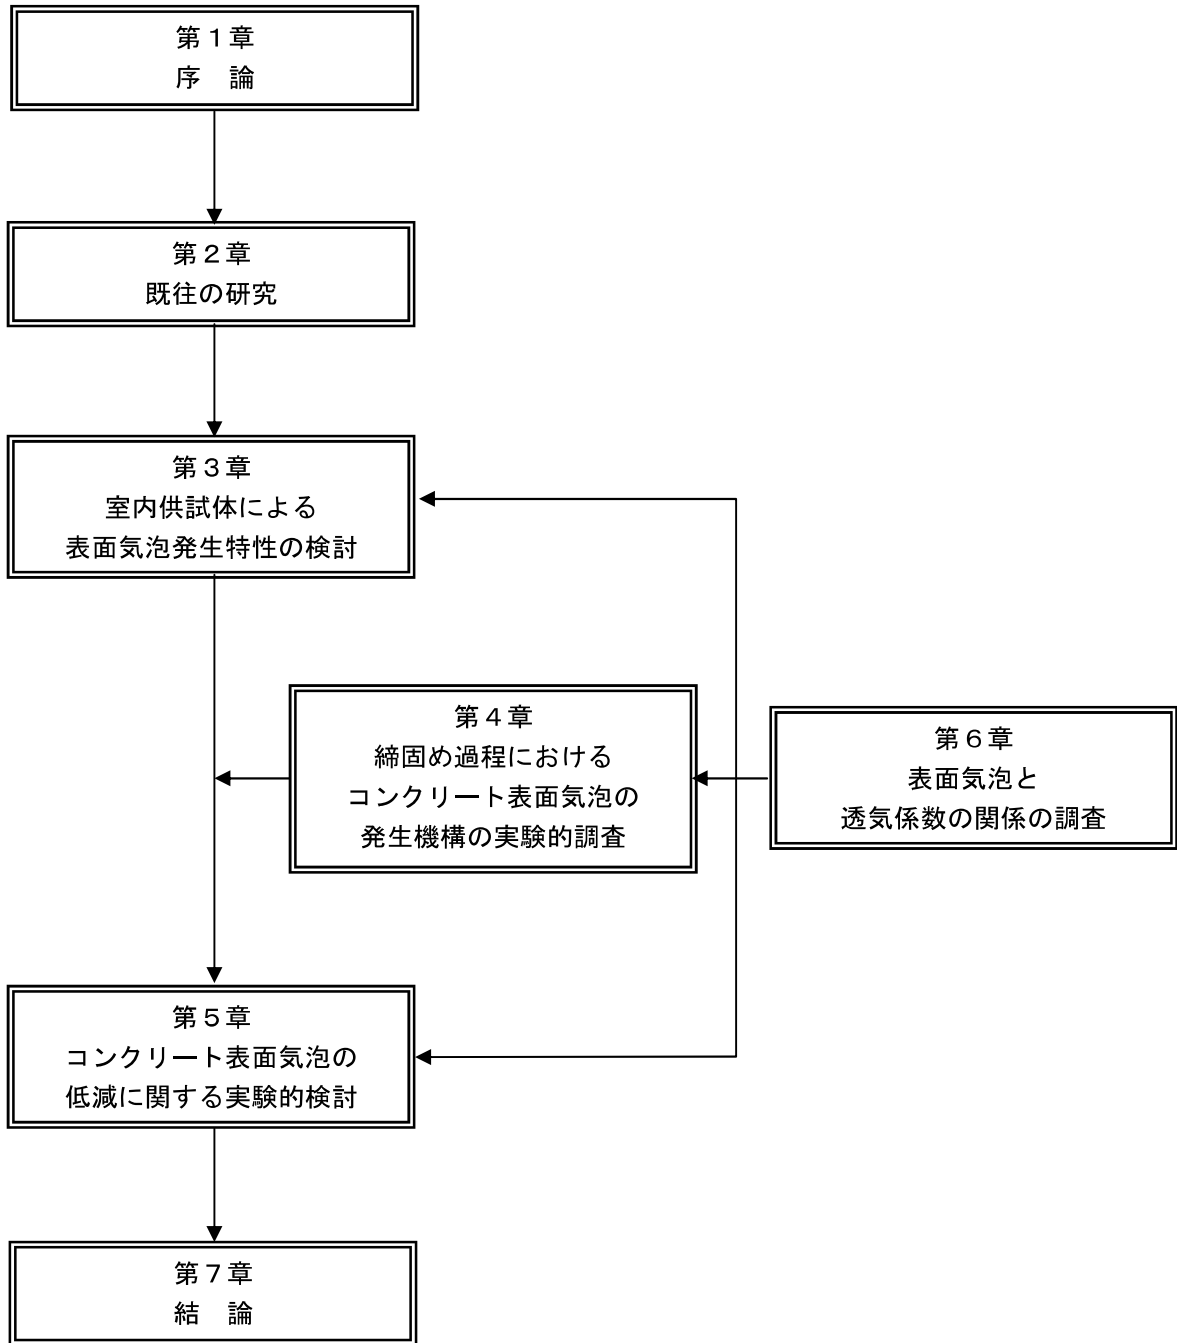 第１章
序　論
第２章
既往の研究
第３章
室内供試体による
表面気泡発生特性の検討
第４章
締固め過程における
コンクリート表面気泡の
発生機構の実験的調査
第６章
表面気泡と
透気係数の関係の調査
第５章
コンクリート表面気泡の
低減に関する実験的検討
第７章
結　論